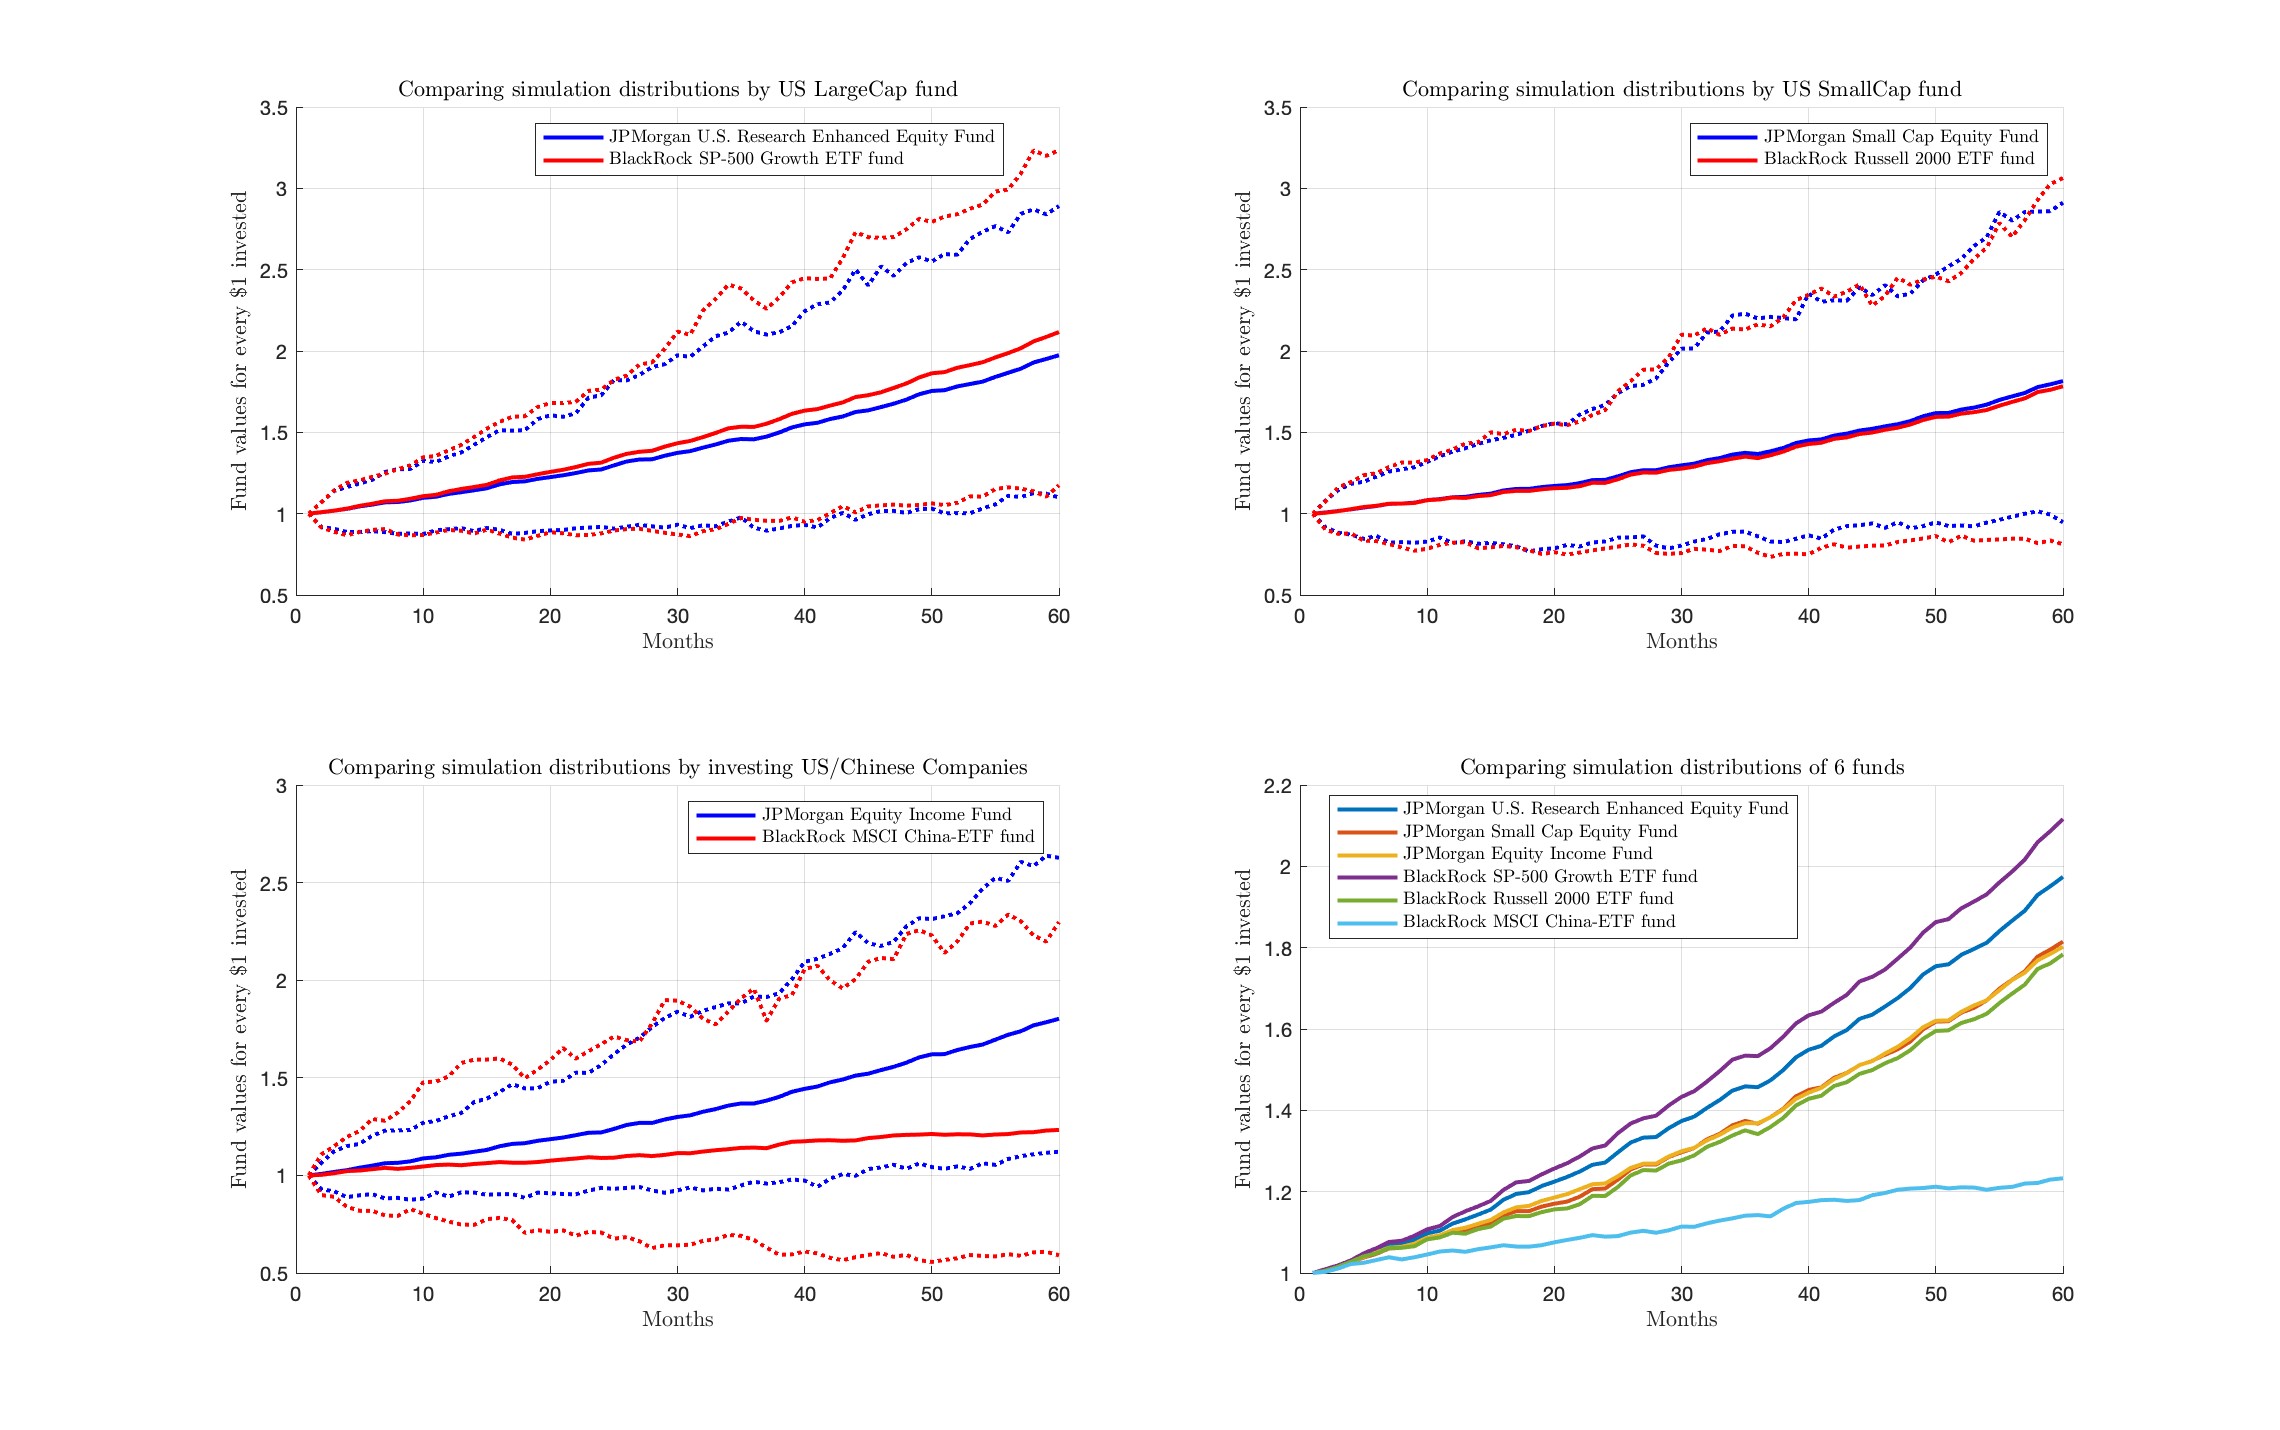 Comparing simulation distributions by US LargeCap fund
3.5
3
2.5
2
1.5
1
0.5
Fund values for every $1 invested
JPMorgan U.S. Research Enhanced Equity Fund
BlackRock SP-500 Growth ETF fund
0 10 20 30 40 50 60
Months
Comparing simulation distributions by US SmallCap fund
3.5
3
2.5
2
1.5
1
0.5
Fund values for every $1 invested
JPMorgan Small Cap Equity Fund
BlackRock Russell 2000 ETF fund
0 10 20 30 40 50 60
Months
Comparing simulation distributions by investing US/Chinese Companies
3
2.5
2
1.5
1
0.5
Fund values for every $1 invested
JPMorgan Equity Income Fund
BlackRock MSCI China-ETF fund
0 10 20 30 40 50 60
Months
Comparing simulation distributions of 6 funds
2.2
2
1.8
1.6
1.4
1.2
1
Fund values for every $1 invested
JPMorgan U.S. Research Enhanced Equity Fund
JPMorgan Small Cap Equity Fund
JPMorgan Equity Income Fund
BlackRock SP-500 Growth ETF fund
BlackRock Russell 2000 ETF fund
BlackRock MSCI China-ETF fund
0 10 20 30 40 50 60
Months